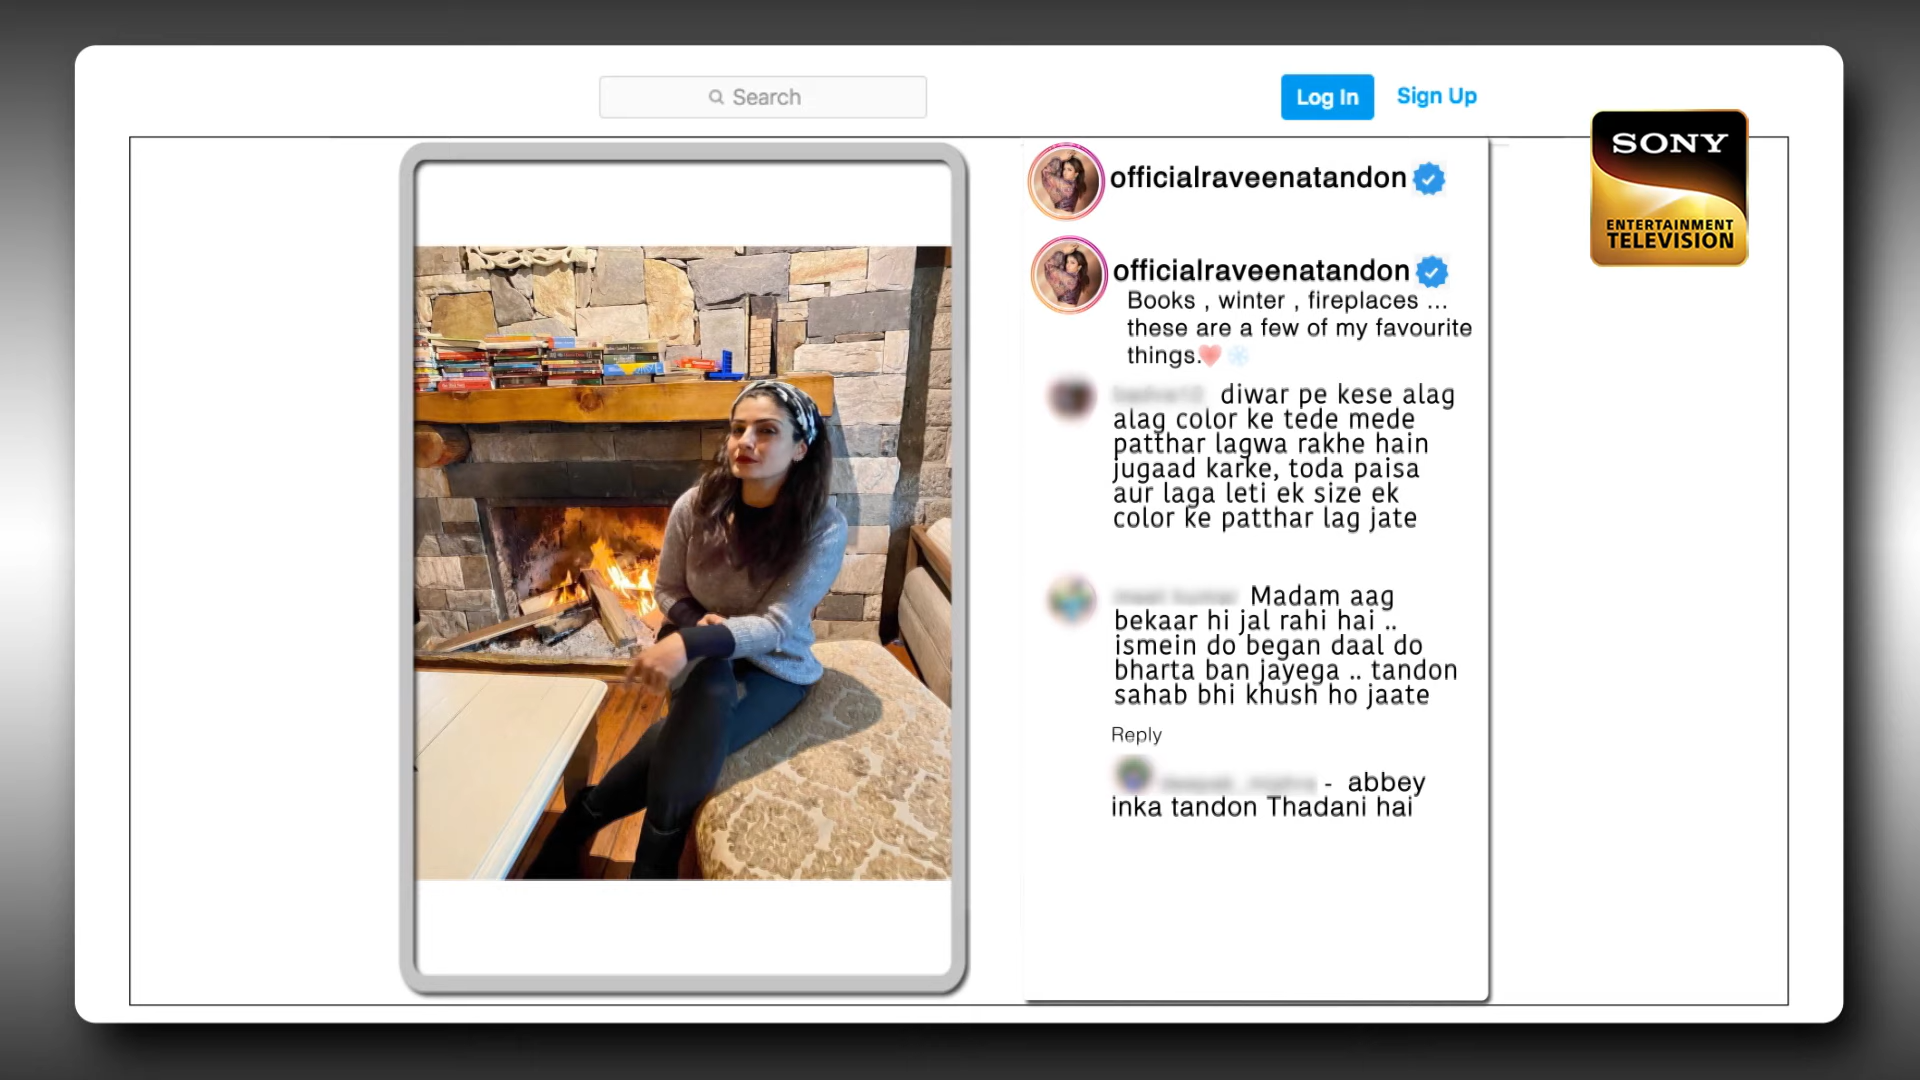 Search
Log In
Sign Up
SONY
ENTERTAINMENT
TELEVISION
officialraveenatandon
officialraveenatandon
Books , winter , fireplaces ...
these are a few of my favourite
things.❤️❄️
diwar pe kese alag
alag color ke tede mede
patthar lagwa rakhe hain
jugaad karke, toda paisa
aur laga leti ek size ek
color ke patthar lag jate
Madam aag
bekaar hi jal rahi hai ..
ismein do began daal do
bharta ban jayega .. tandon
sahab bhi khush ho jaate
Reply
- abbey
inka tandon Thadani hai